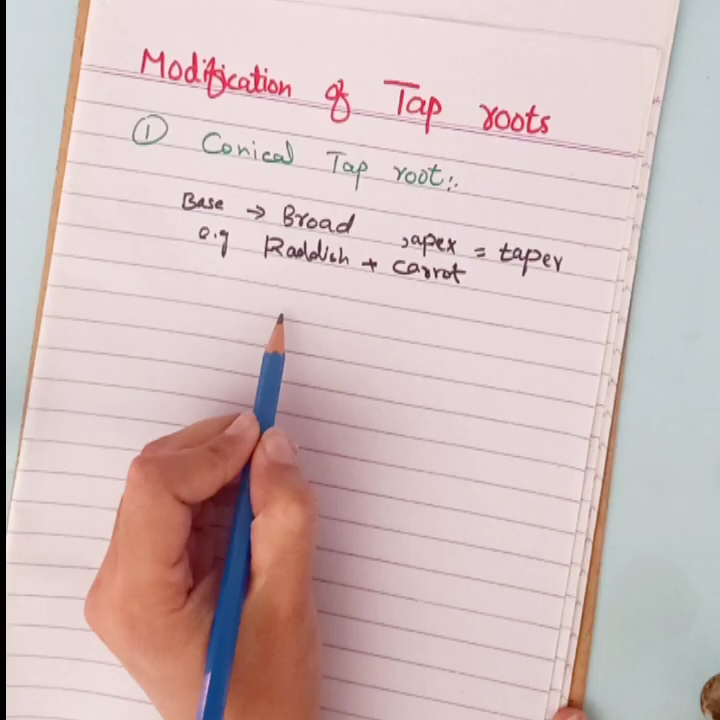 Modification of Tap roots
① Conical Tap root:.
Base → Broad , apex = taper
e.g Raddish + carrot